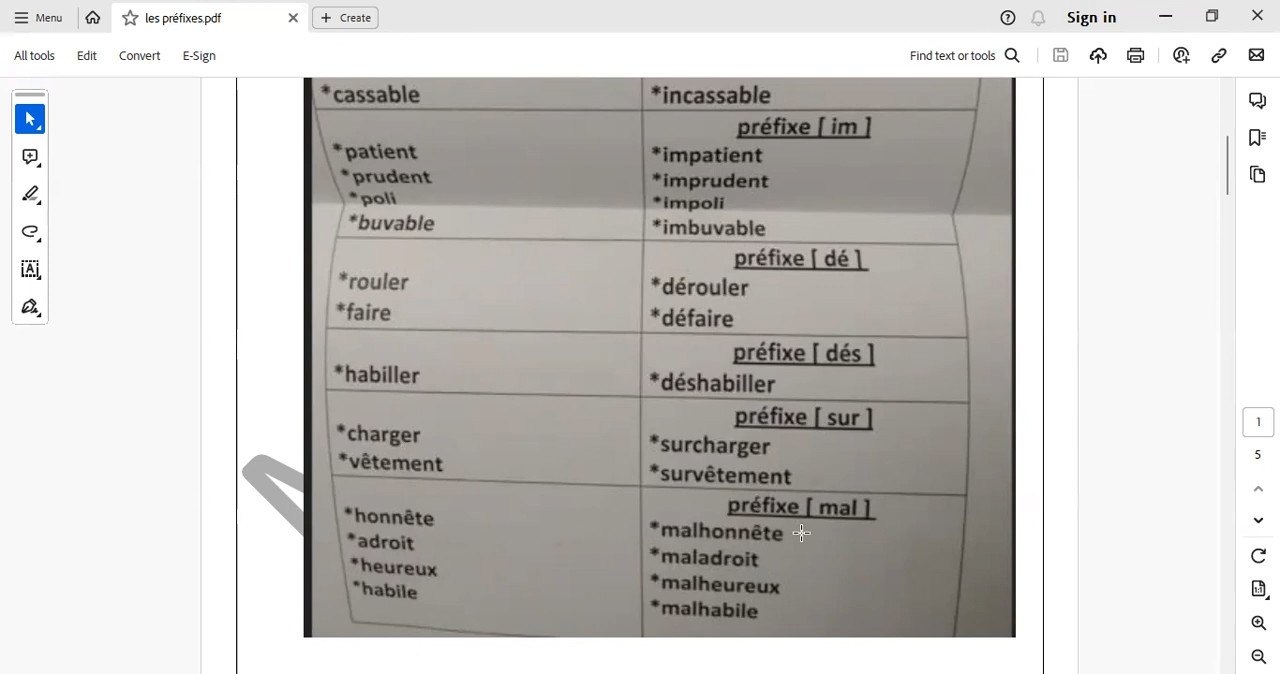 Menu
les préfixes.pdf
Create
Sign in
All tools
Edit
Convert
E-Sign
Find text or tools
*cassable
*incassable
préfixe [ im ]
*patient
*impatient
*prudent
*imprudent
*poli
*impoli
*buvable
*imbuvable
préfixe [ dé ]
*rouler
*dérouler
*faire
*défaire
préfixe [ dés ]
*habiller
*déshabiller
préfixe [ sur ]
*charger
*surcharger
*vêtement
*survêtement
préfixe [ mal ]
*honnête
*malhonnête
*adroit
*maladroit
*heureux
*malheureux
*habile
*malhabile
1
5